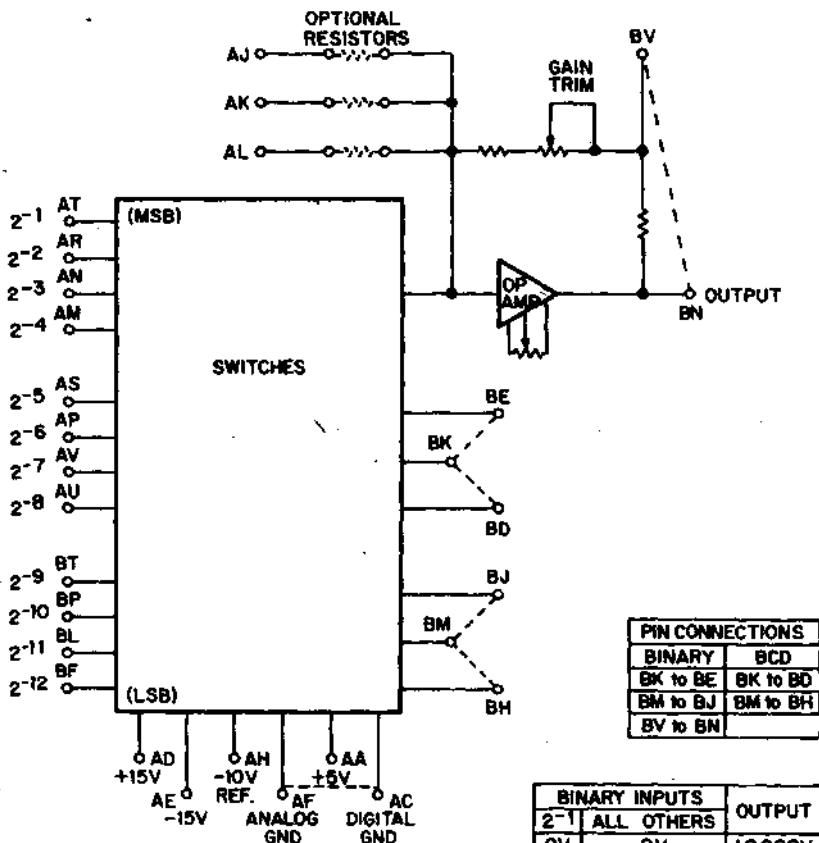 OPTIONAL
RESISTORS
AJ
AK
AL
GAIN
TRIM
BV
OP
AMP
OUTPUT
BN
(MSB)
SWITCHES
(LSB)
2-1 AT
2-2 AR
2-3 AN
2-4 AM
2-5 AS
2-6 AP
2-7 AV
2-8 AU
2-9 BT
2-10 BP
2-11 BL
2-12 BF
BE
BK
BD
BJ
BM
BH
AD
+15V
AE
-15V
AH
-10V
REF.
AF
ANALOG
GND
AA
+5V
AC
DIGITAL
GND
PIN CONNECTIONS
BINARY BCD
BK to BE BK to BD
BM to BJ BM to BH
BV to BN
BINARY INPUTS OUTPUT
2-1 ALL OTHERS